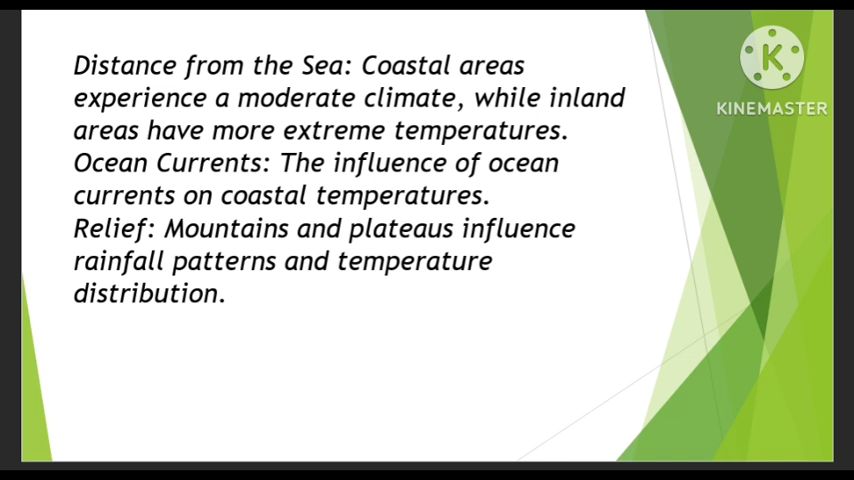 Distance from the Sea: Coastal areas
experience a moderate climate, while inland
areas have more extreme temperatures.
Ocean Currents: The influence of ocean
currents on coastal temperatures.
Relief: Mountains and plateaus influence
rainfall patterns and temperature
distribution.
K
KINEMASTER